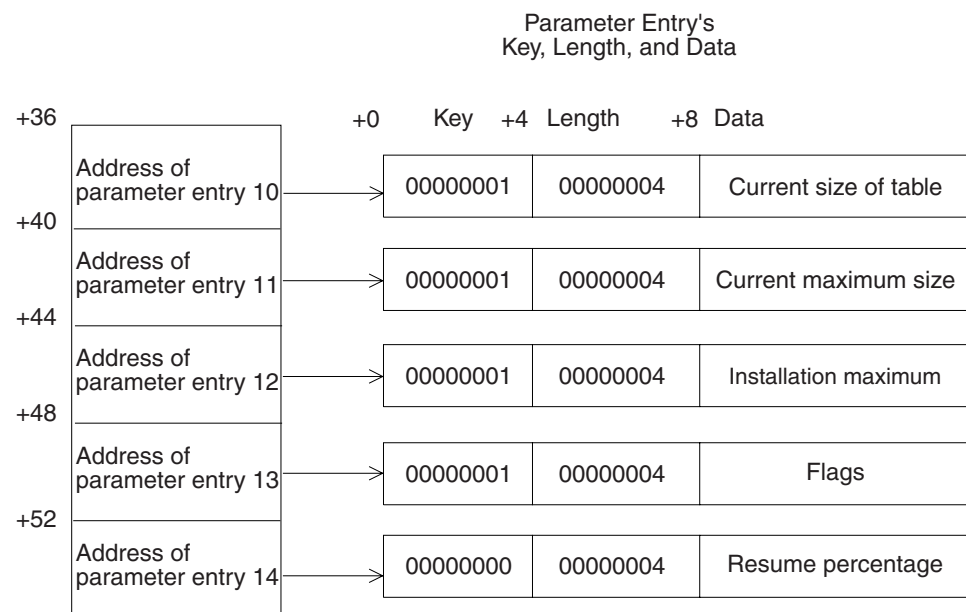 Parameter Entry's
Key, Length, and Data
+36
+0 Key +4 Length +8 Data
Address of
parameter entry 10
00000001 00000004 Current size of table
+40
Address of
parameter entry 11
00000001 00000004 Current maximum size
+44
Address of
parameter entry 12
00000001 00000004 Installation maximum
+48
Address of
parameter entry 13
00000001 00000004 Flags
+52
Address of
parameter entry 14
00000000 00000004 Resume percentage